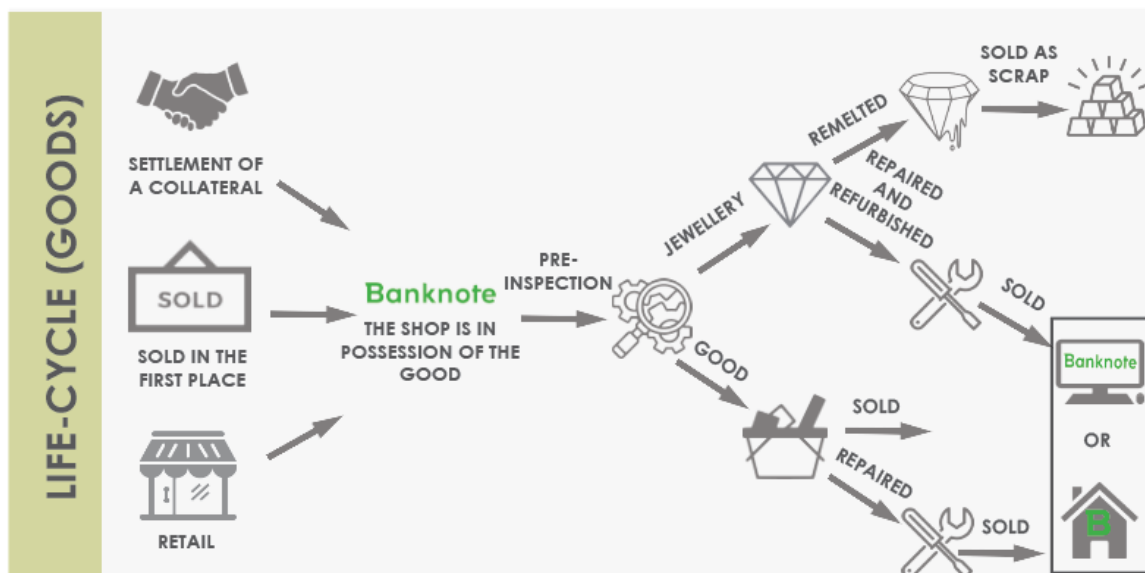 LIFE-CYCLE (GOODS)
SETTLEMENT OF
A COLLATERAL
SOLD
SOLD IN THE
FIRST PLACE
RETAIL
Banknote
THE SHOP IS IN
POSSESSION OF THE
GOOD
PRE-
INSPECTION
JEWELLERY
REMELTED
SOLD AS
SCRAP
REPAIRED
AND
REFURBISHED
SOLD
GOOD
SOLD
REPAIRED
SOLD
Banknote
OR
B